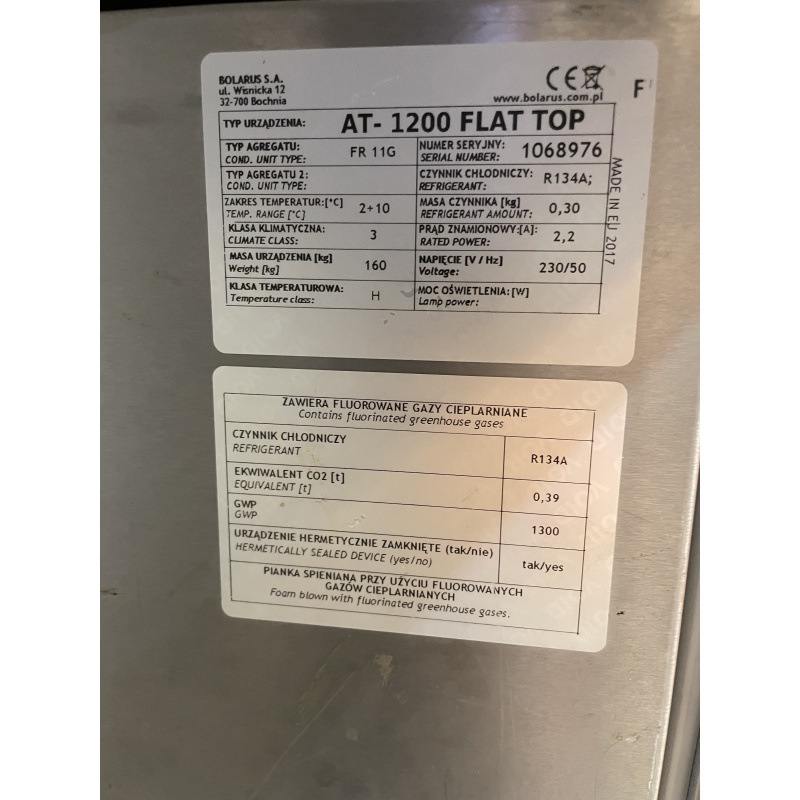 BOLARUS S.A.
ul. Wisnicka 12
32-700 Bochnia
CE
www.bolarus.com.pl
F
TYP URZĄDZENIA: AT- 1200 FLAT TOP
TYP AGREGATU: FR 11G NUMER SERYJNY: 1068976
COND. UNIT TYPE: SERIAL NUMBER:
TYP AGREGATU 2: CZYNNIK CHŁODNICZY: R134A;
COND. UNIT TYPE: REFRIGERANT:
ZAKRES TEMPERATUR:[°C] 2÷10 MASA CZYNNIKA [kg] 0,30
TEMP. RANGE [°C] REFRIGERANT AMOUNT:
KLASA KLIMATYCZNA: 3 PRĄD ZNAMIONOWY:[A]: 2,2
CLIMATE CLASS: RATED POWER:
MASA URZĄDZENIA [kg] 160 NAPIĘCIE [V / Hz] 230/50
Weight [kg] Voltage:
KLASA TEMPERATUROWA: H MOC OŚWIETLENIA: [W]
Temperature class: Lamp power:
MADE IN EU 2017
ZAWIERA FLUOROWANE GAZY CIEPLARNIANE
Contains fluorinated greenhouse gases
CZYNNIK CHŁODNICZY
REFRIGERANT R134A
EKWIWALENT CO2 [t]
EQUIVALENT [t] 0,39
GWP
GWP 1300
URZĄDZENIE HERMETYCZNIE ZAMKNIĘTE (tak/nie)
HERMETICALLY SEALED DEVICE (yes/no) tak/yes
PIANKA SPIENIANA PRZY UŻYCIU FLUOROWANYCH
GAZÓW CIEPLARNIANYCH
Foam blown with fluorinated greenhouse gases.